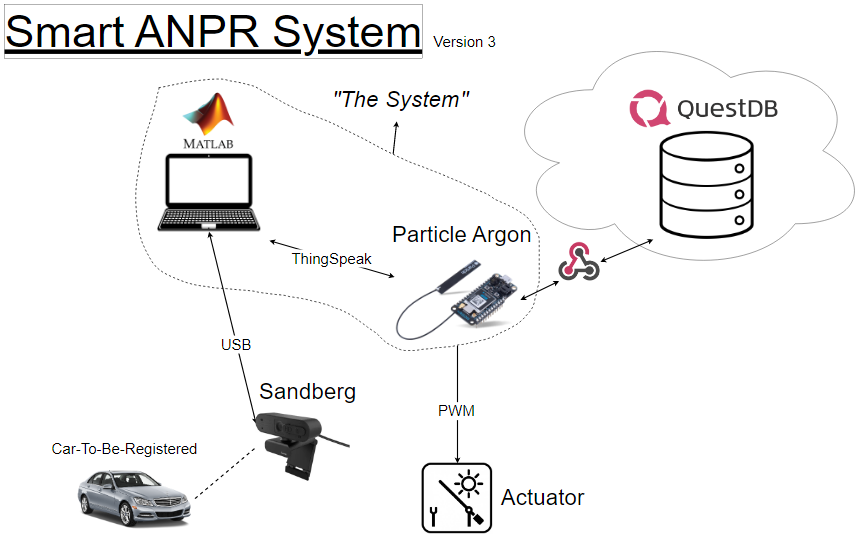 Smart ANPR System
Version 3
"The System"
MATLAB
QuestDB
Particle Argon
ThingSpeak
USB
Sandberg
PWM
Car-To-Be-Registered
Actuator